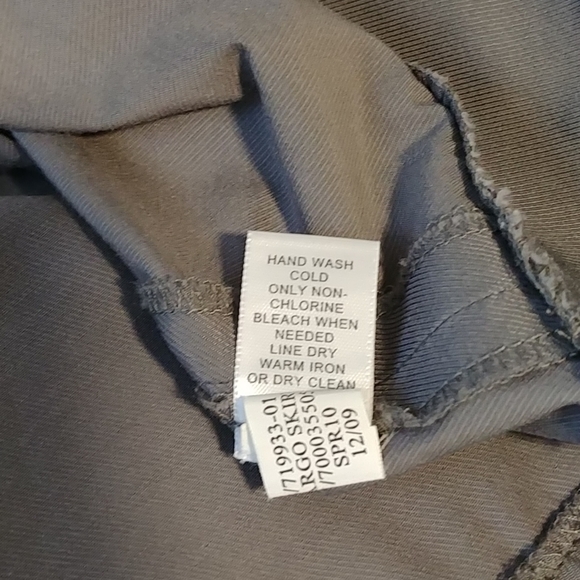 HAND WASH
COLD
ONLY NON-
CHLORINE
BLEACH WHEN
NEEDED
LINE DRY
WARM IRON
OR DRY CLEAN
/719933-01
RGO SKIR
/70003550
SPR10
12/09